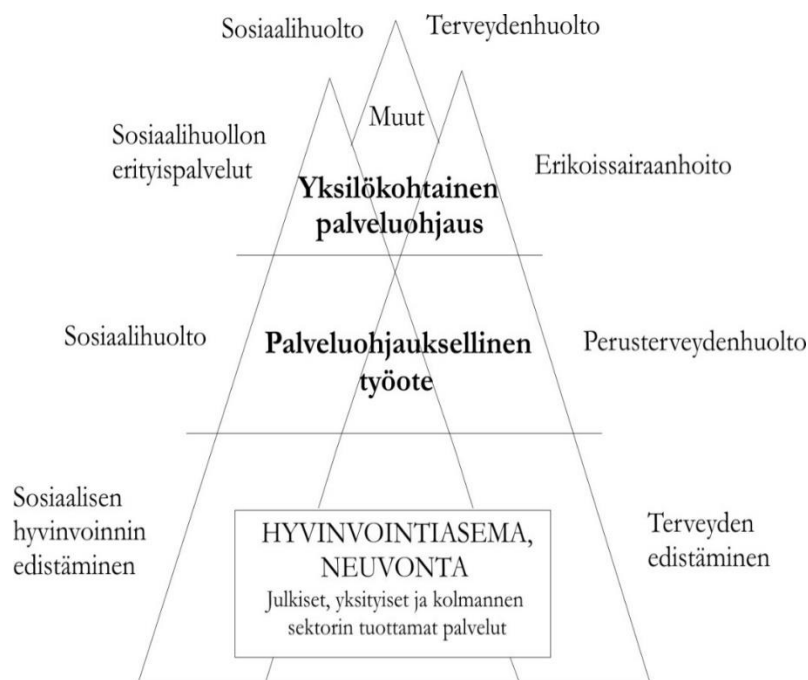 Sosiaalihuolto
Terveydenhuolto
Muut
Sosiaalihuollon
erityispalvelut
Erikoissairaanhoito
Yksilökohtainen
palveluohjaus
Sosiaalihuolto
Palveluohjauksellinen
työote
Perusterveydenhuolto
Sosiaalisen
hyvinvoinnin
edistäminen
HYVINVOINTIASEMA,
NEUVONTA
Julkiset, yksityiset ja kolmannen
sektorin tuottamat palvelut
Terveyden
edistäminen